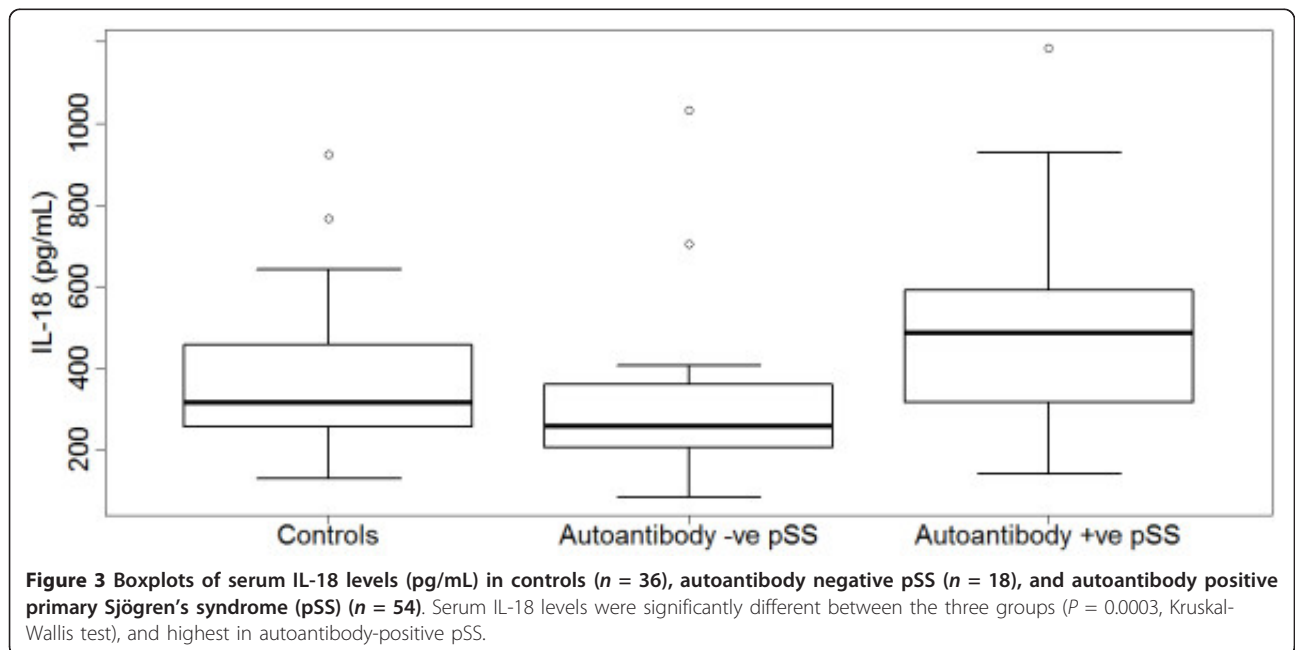 1000
800
600
400
200
IL-18 (pg/mL)
Controls
Autoantibody -ve pSS
Autoantibody +ve pSS
Figure 3 Boxplots of serum IL-18 levels (pg/mL) in controls (n = 36), autoantibody negative pSS (n = 18), and autoantibody positive
primary Sjögren's syndrome (pSS) (n = 54). Serum IL-18 levels were significantly different between the three groups (P = 0.0003, Kruskal-
Wallis test), and highest in autoantibody-positive pSS.